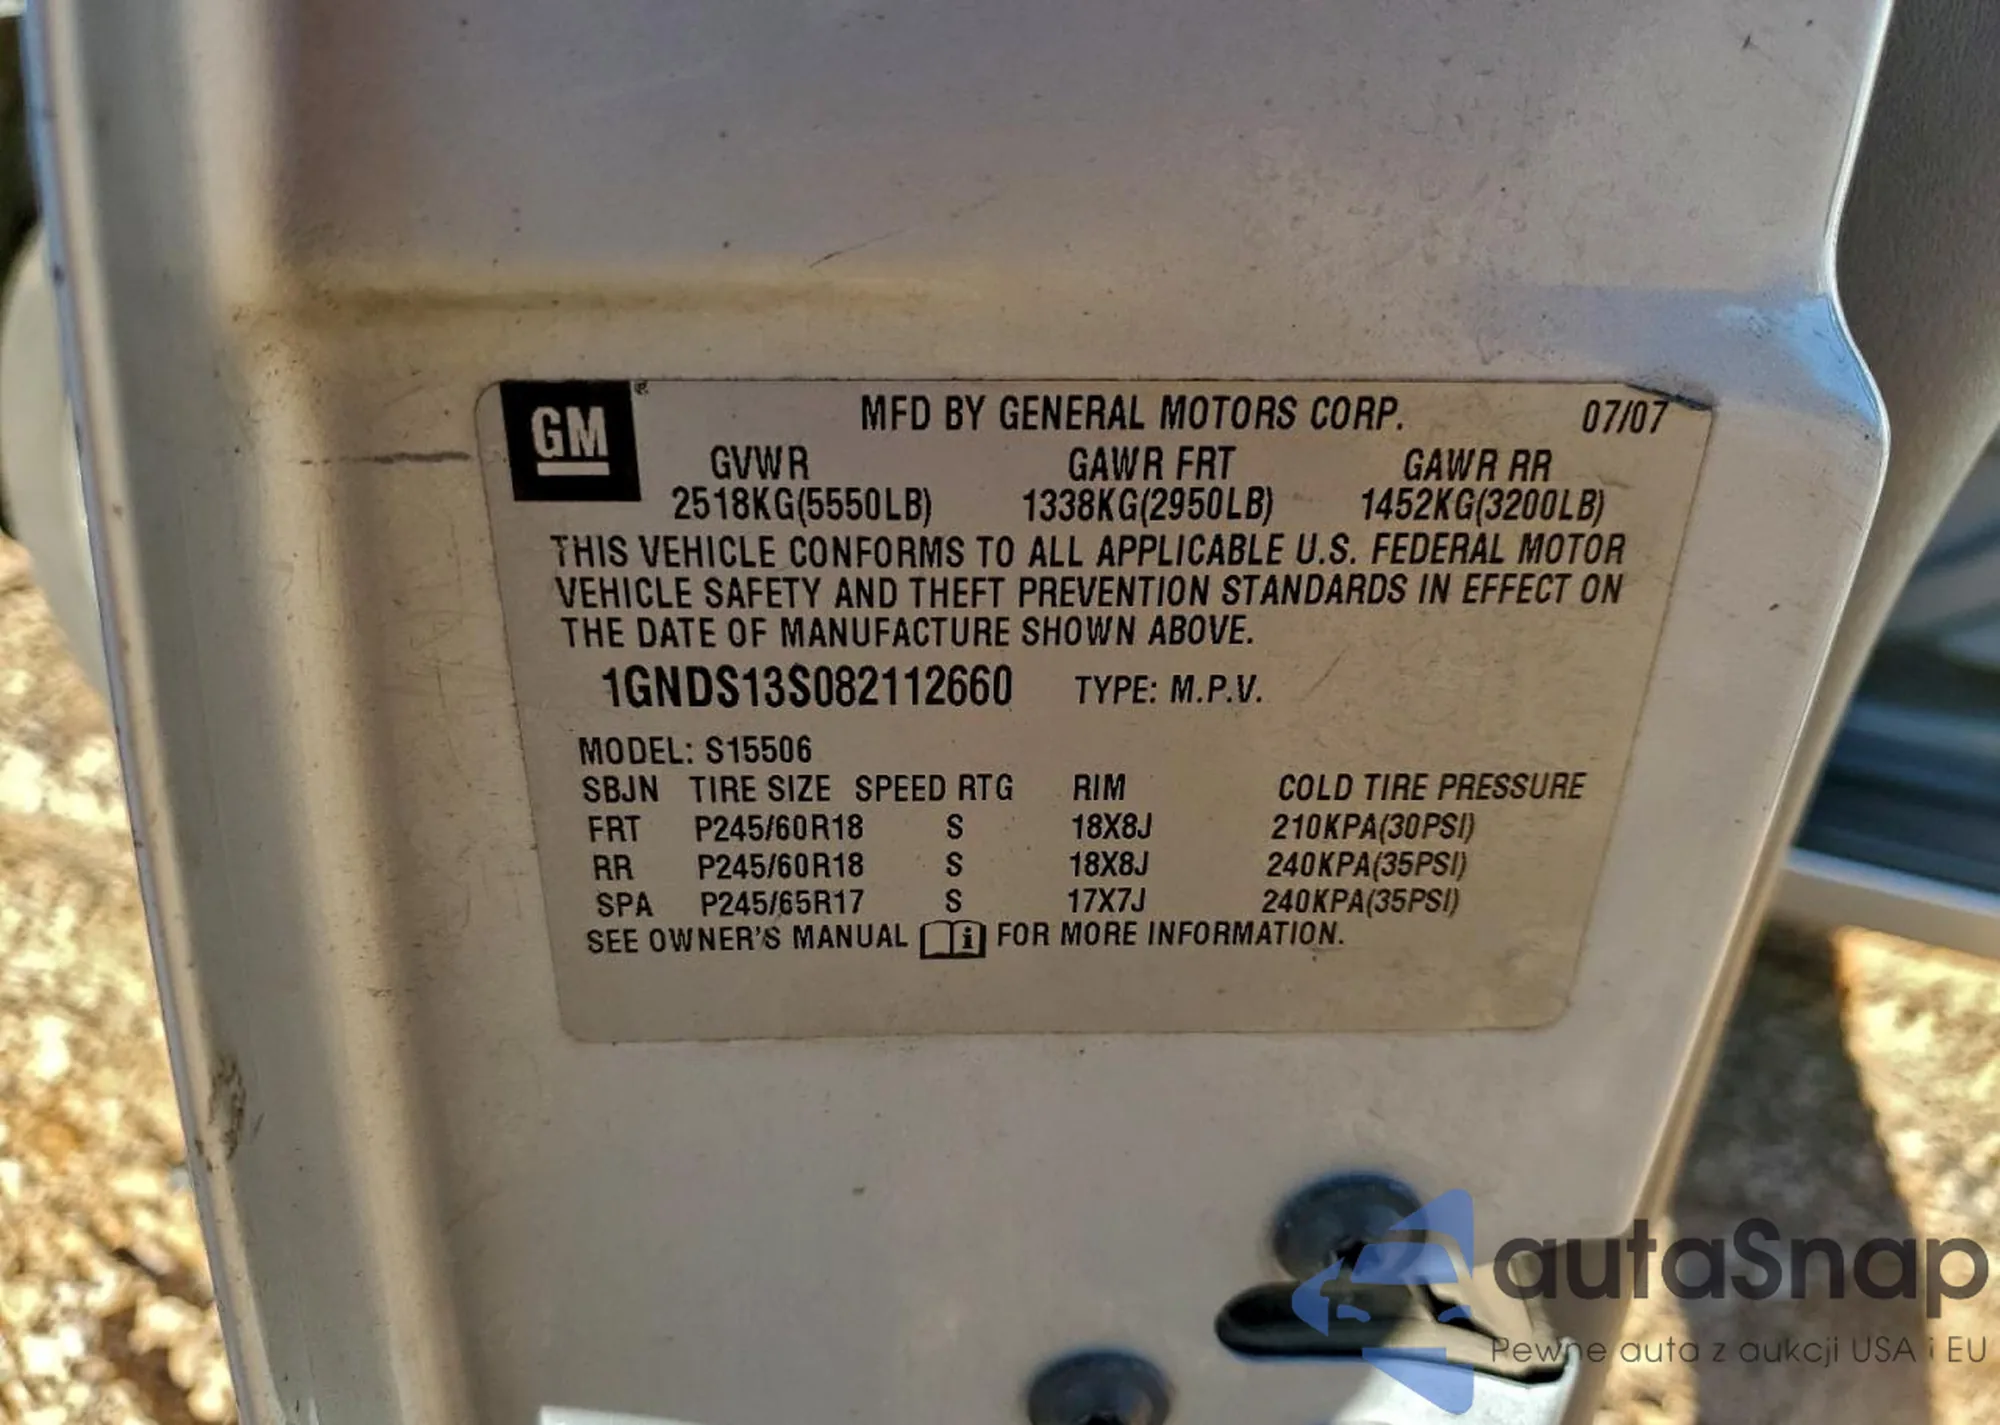 GM ®
MFD BY GENERAL MOTORS CORP. 07/07
GVWR GAWR FRT GAWR RR
2518KG(5550LB) 1338KG(2950LB) 1452KG(3200LB)
THIS VEHICLE CONFORMS TO ALL APPLICABLE U.S. FEDERAL MOTOR
VEHICLE SAFETY AND THEFT PREVENTION STANDARDS IN EFFECT ON
THE DATE OF MANUFACTURE SHOWN ABOVE.
1GNDS13S082112660 TYPE: M.P.V.
MODEL: S15506
SBJN TIRE SIZE SPEED RTG RIM COLD TIRE PRESSURE
FRT P245/60R18 S 18X8J 210KPA(30PSI)
RR P245/60R18 S 18X8J 240KPA(35PSI)
SPA P245/65R17 S 17X7J 240KPA(35PSI)
SEE OWNER'S MANUAL i FOR MORE INFORMATION.
autaSnap
Pewne auta z aukcji USA i EU